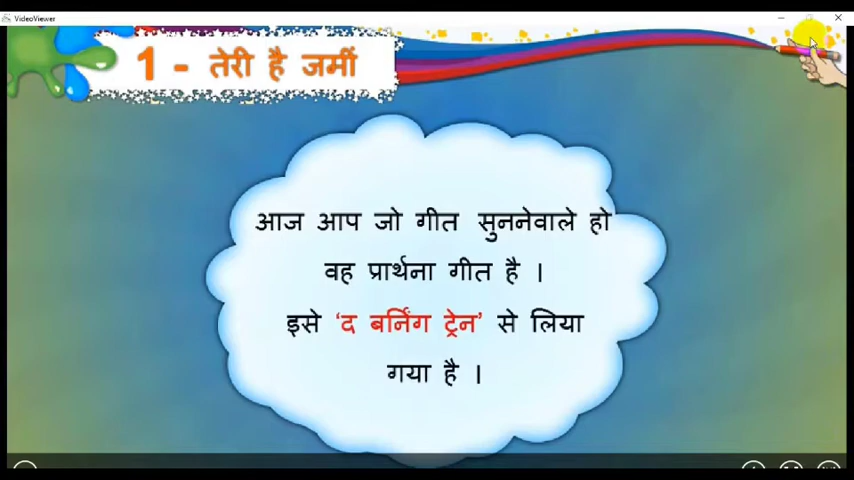 VideoViewer
1 - तेरी है जमीं
आज आप जो गीत सुननेवाले हो
वह प्रार्थना गीत है ।
इसे ‘द बर्निंग ट्रेन’ से लिया
गया है ।